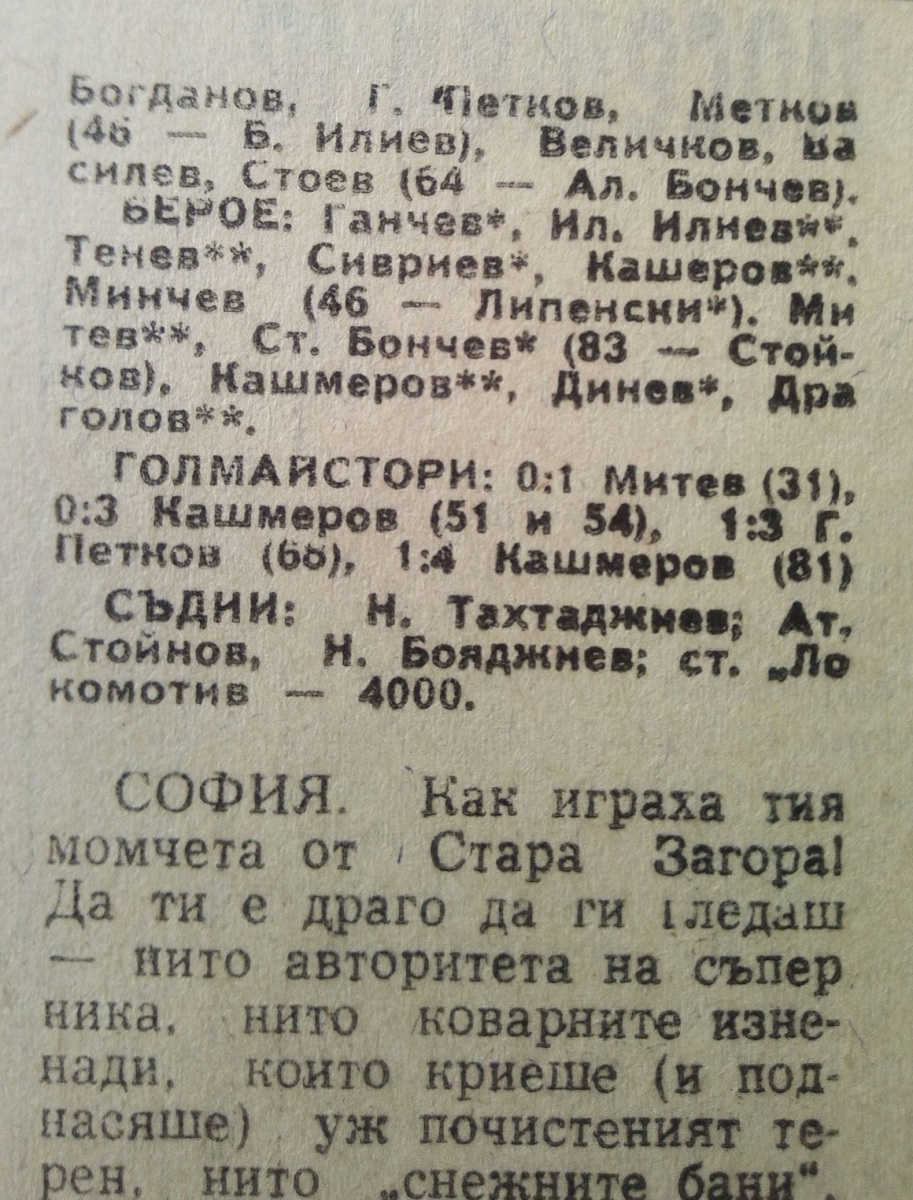 Богданов, Г. Петков, Метков
(46 — Б. Илиев), Величков, Ва
силев, Стоев (64 — Ал. Бончев).
БЕРОЕ: Ганчев*, Ил. Илиев**,
Тенев**, Сивриев*, Кашеров**.
Минчев (46 — Липенски*). Ми
тев**, Ст. Бончев* (83 — Стой-
ков), Кашмеров**, Динев*, Дра
голов**.
ГОЛМАЙСТОРИ: 0:1 Митев (31),
0:3 Кашмеров (51 и 54), 1:3 Г.
Петков (68), 1:4 Кашмеров (81)
СЪДИИ: Н. Тахтаджиев; Ат.
Стойнов, Н. Бояджиев; ст. „Ло
комотив — 4000.
СОФИЯ. Как играха тия
момчета от Стара Загора!
Да ти е драго да ги гледаш
— нито авторитета на съпер
ника, нито коварните изне-
нади, които криеше (и под-
насяше) уж почистеният те-
рен, нито „снежните бани“,